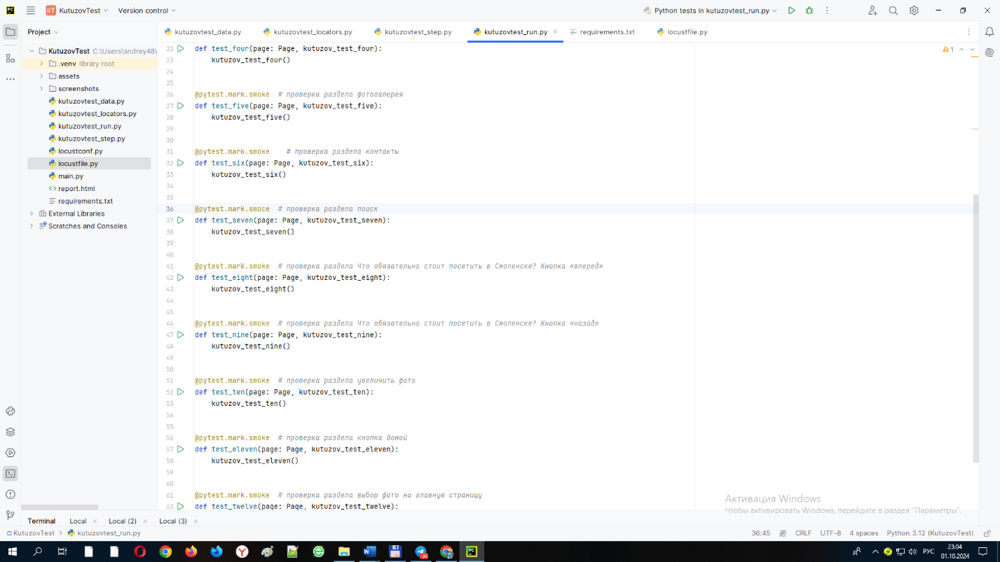 PC
KT KutuzovTest
Version control
Python tests in kutuzovtest_run.py
Project
kutuzovtest_data.py
kutuzovtest_locators.py
kutuzovtest_step.py
kutuzovtest_run.py
requirements.txt
locustfile.py
KutuzovTest C:\Users\andrey48\
.venv library root
assets
screenshots
kutuzovtest_data.py
kutuzovtest_locators.py
kutuzovtest_run.py
kutuzovtest_step.py
locustconf.py
locustfile.py
main.py
report.html
requirements.txt
External Libraries
Scratches and Consoles
1
22 def test_four(page: Page, kutuzov_test_four):
23 kutuzov_test_four()
24
25
26 @pytest.mark.smoke # проверка раздела фотогалерея
27 def test_five(page: Page, kutuzov_test_five):
28 kutuzov_test_five()
29
30
31 @pytest.mark.smoke # проверка раздела контакты
32 def test_six(page: Page, kutuzov_test_six):
33 kutuzov_test_six()
34
35
36 @pytest.mark.smoce # проверка раздела поиск
37 def test_seven(page: Page, kutuzov_test_seven):
38 kutuzov_test_seven()
39
40
41 @pytest.mark.smoke # проверка раздела Что обязательно стоит посетить в Смоленске? Кнопка «вперед»
42 def test_eight(page: Page, kutuzov_test_eight):
43 kutuzov_test_eight()
44
45
46 @pytest.mark.smoke # проверка раздела Что обязательно стоит посетить в Смоленске? Кнопка «назад»
47 def test_nine(page: Page, kutuzov_test_nine):
48 kutuzov_test_nine()
49
50
51 @pytest.mark.smoke # проверка раздела увеличить фото
52 def test_ten(page: Page, kutuzov_test_ten):
53 kutuzov_test_ten()
54
55
56 @pytest.mark.smoke # проверка раздела кнопка домой
57 def test_eleven(page: Page, kutuzov_test_eleven):
58 kutuzov_test_eleven()
59
60
61 @pytest.mark.smoke # проверка раздела выбор фото на главную страницу
62 def test_twelve(page: Page, kutuzov_test_twelve):
Активация Windows
Чтобы активировать Windows, перейдите в раздел "Параметры".
Terminal Local Local (2) Local (3)
KutuzovTest kutuzovtest_run.py
36:45 CRLF UTF-8 4 spaces Python 3.12 (KutuzovTest)
РУС
23:04
01.10.2024